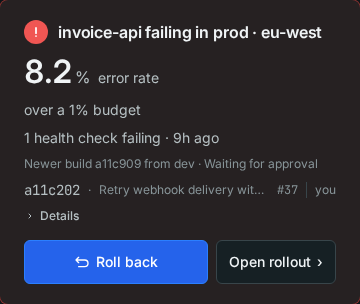 ! invoice-api failing in prod · eu-west
8.2 % error rate
over a 1% budget
1 health check failing · 9h ago
Newer build a11c909 from dev · Waiting for approval
a11c202 · Retry webhook delivery wit... #37 | you
› Details
Roll back
Open rollout ›